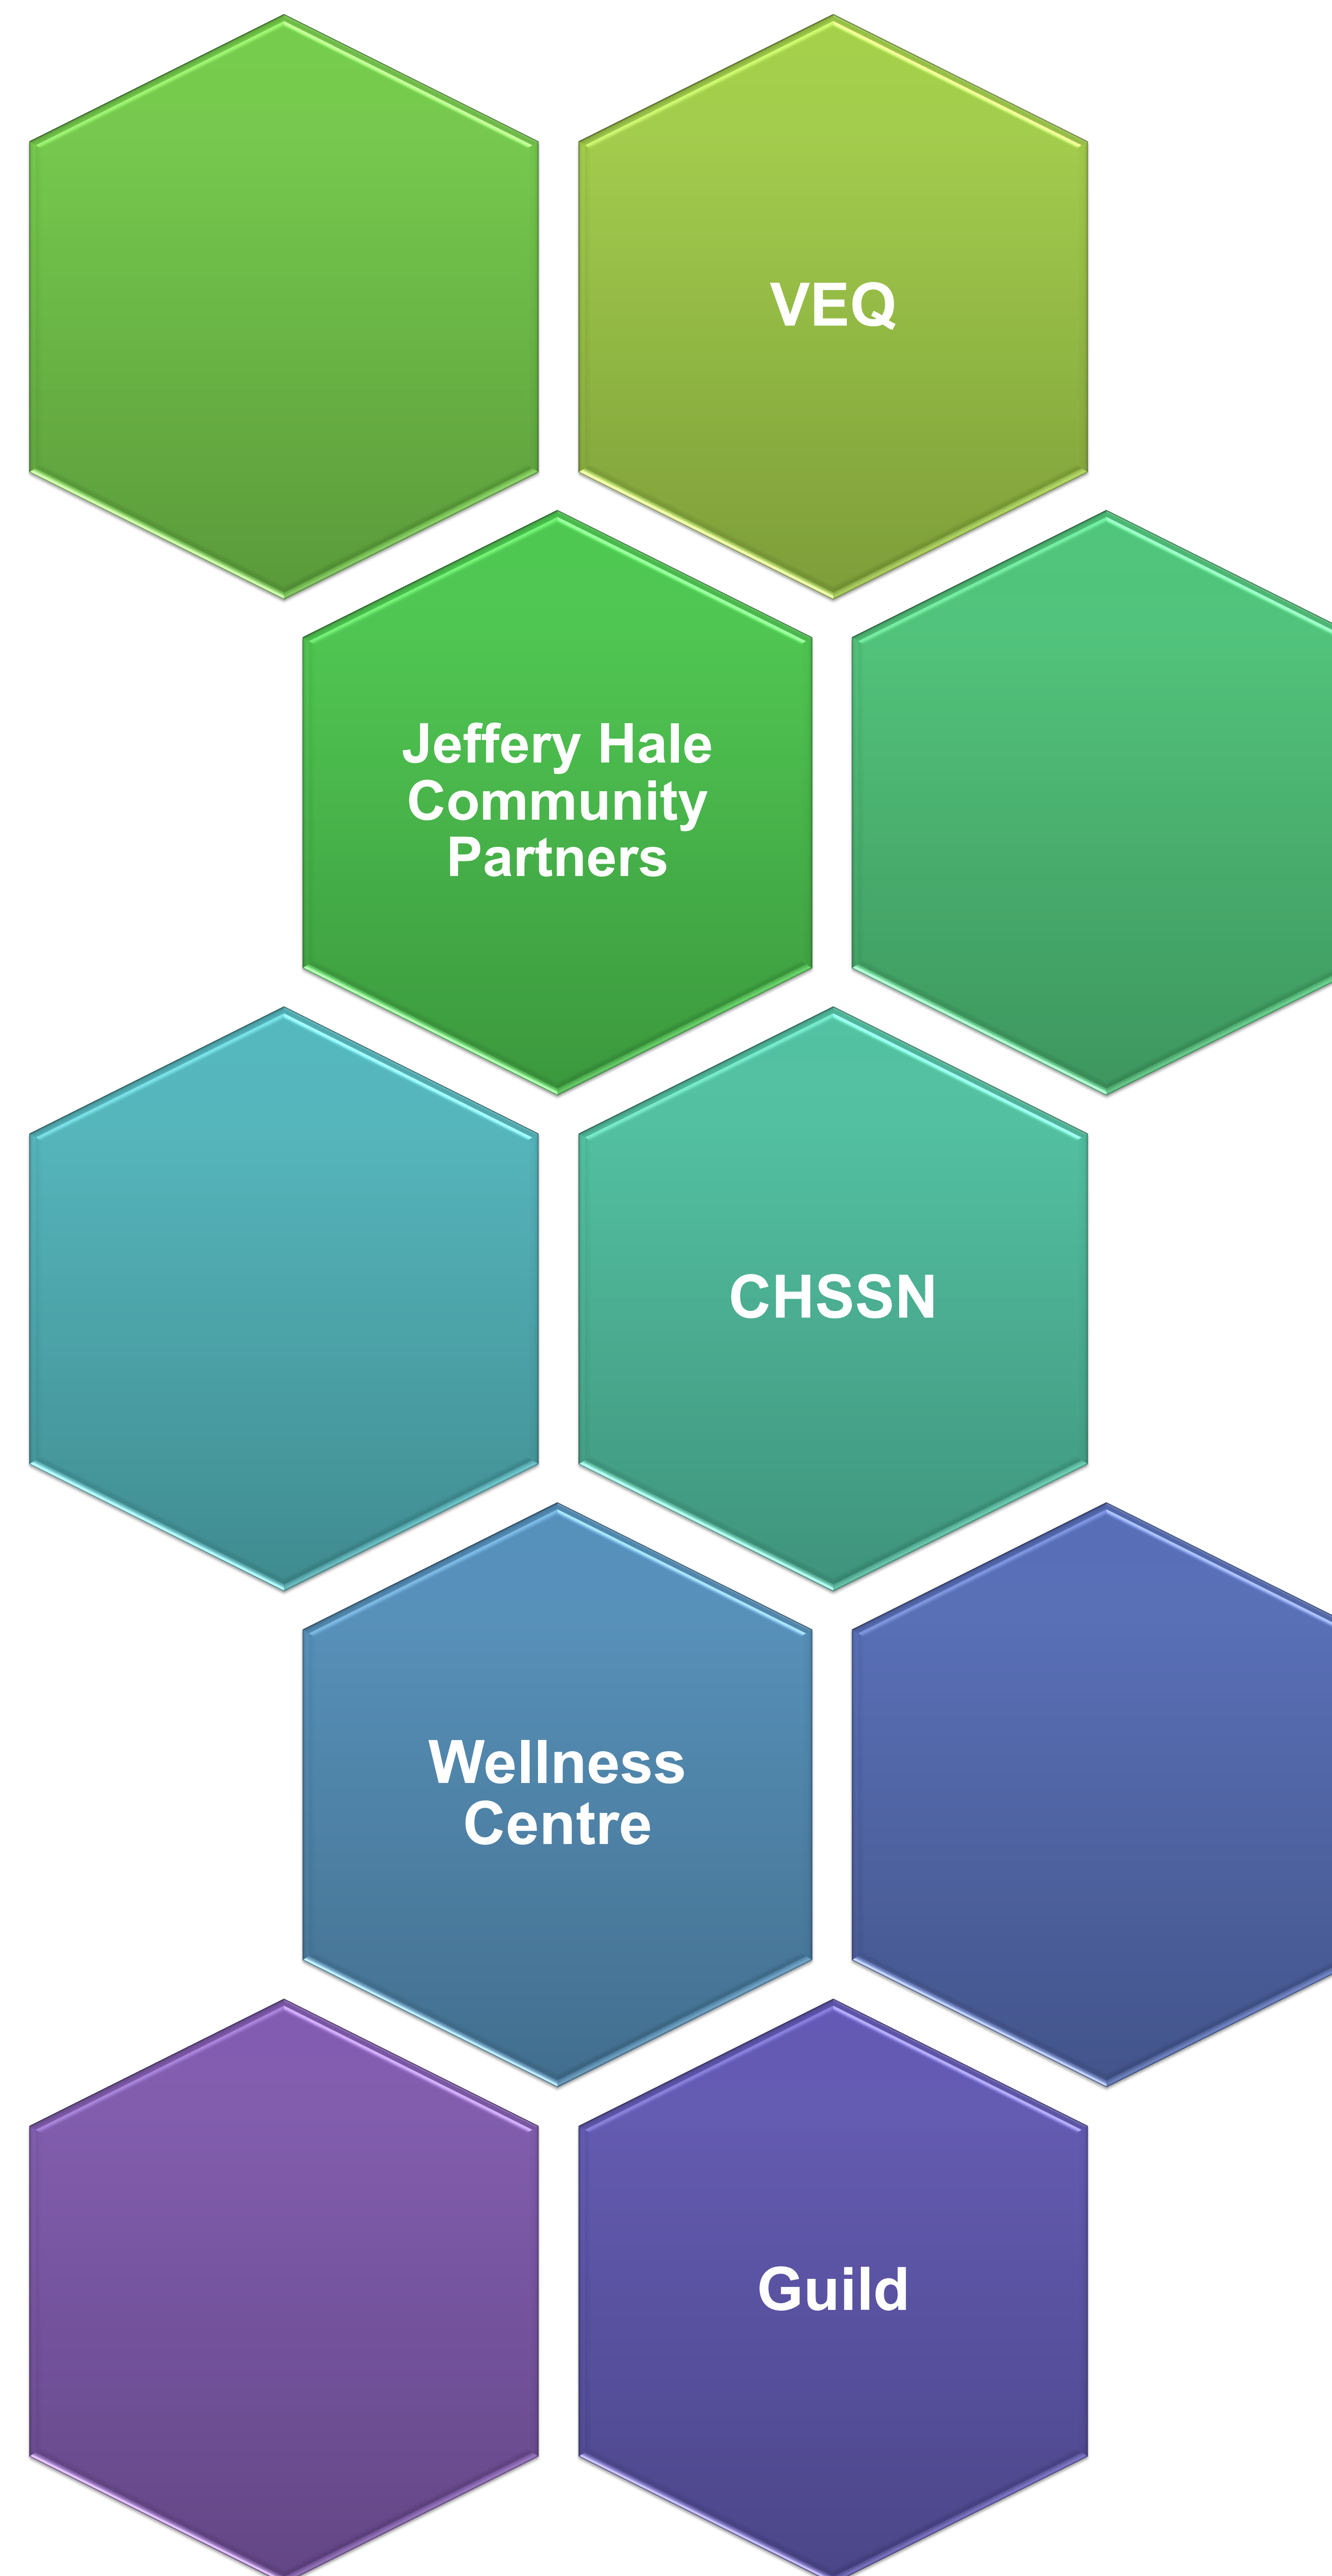 VEQ
Jeffery Hale
Community
Partners
CHSSN
Wellness
Centre
Guild